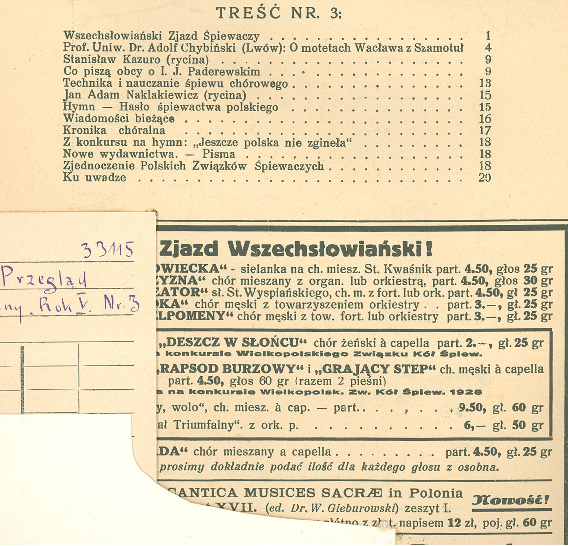 TREŚĆ NR. 3:
Wszechsłowiański Zjazd Śpiewaczy . . . . . . . . . . . . 1
Prof. Uniw. Dr. Adolf Chybiński (Lwów): O motetach Wacława z Szamotuł 4
Stanisław Kazuro (rycina) . . . . . . . . . . . . 9
Co piszą obcy o I. J. Paderewskim . . . . . . . . . . . . 9
Technika i nauczanie śpiewu chórowego . . . . . . . . . . . . 13
Jan Adam Nakłakiewicz (rycina) . . . . . . . . . . . . 15
Hymn — Hasło śpiewactwa polskiego . . . . . . . . . . . . 15
Wiadomości bieżące . . . . . . . . . . . . 16
Kronika chóralna . . . . . . . . . . . . 17
Z konkursu na hymn: „Jeszcze polska nie zginęła“ . . . . . . . . . . 18
Nowe wydawnictwa. — Pisma . . . . . . . . . . . . 18
Zjednoczenie Polskich Związków Śpiewaczych . . . . . . . . . . 18
Ku uwadze . . . . . . . . . . . . 20
33115
Przegląd
ny. Rok V. Nr. 3
Zjazd Wszechsłowiański!
OWIECKA“ - sielanka na ch. miesz. St. Kwaśnik part. 4.50, głos 25 gr
ZYZNA“ chór mieszany z organ. lub orkiestrą, part. 4.50, głos 30 gr
ZATOR“ sł. St. Wyspiańskiego, ch. m. z fort. lub ork. part. 4.50, gł 25 gr
DKA“ chór męski z towarzyszeniem orkiestry . . part. 3.—, gł. 25 gr
LPOMENY“ chór męski z tow. fort. lub orkiestry part. 3.—, gł. 25 gr
„DESZCZ W SŁOŃCU“ chór żeński à capella part. 2.—, gł. 25 gr
a konkursie Wielkopolskiego Związku Kół Śpiew.
„RAPSOD BURZOWY“ i „GRAJĄCY STEP“ ch. męski à capella
part. 4.50, głos 60 gr (razem 2 pieśni)
a na konkursie Wielkopolsk. Zw. Kół Śpiew. 1928
y, wolo“, ch. miesz. à cap. — part. . . . . . 9.50, gł. 60 gr
ał Triumfalny“. z ork. p. . . . . . . 6,— gł. 50 gr
ADA“ chór mieszany a capella . . . . . . part. 4.50, gł. 25 gr
prosimy dokładnie podać ilość dla każdego głosu z osobna.
CANTICA MUSICES SACRÆ in Polonia
XVII. (ed. Dr. W. Gieburowski) zeszyt I. Nowość!
napisem 12 zł, poj. gł. 60 gr